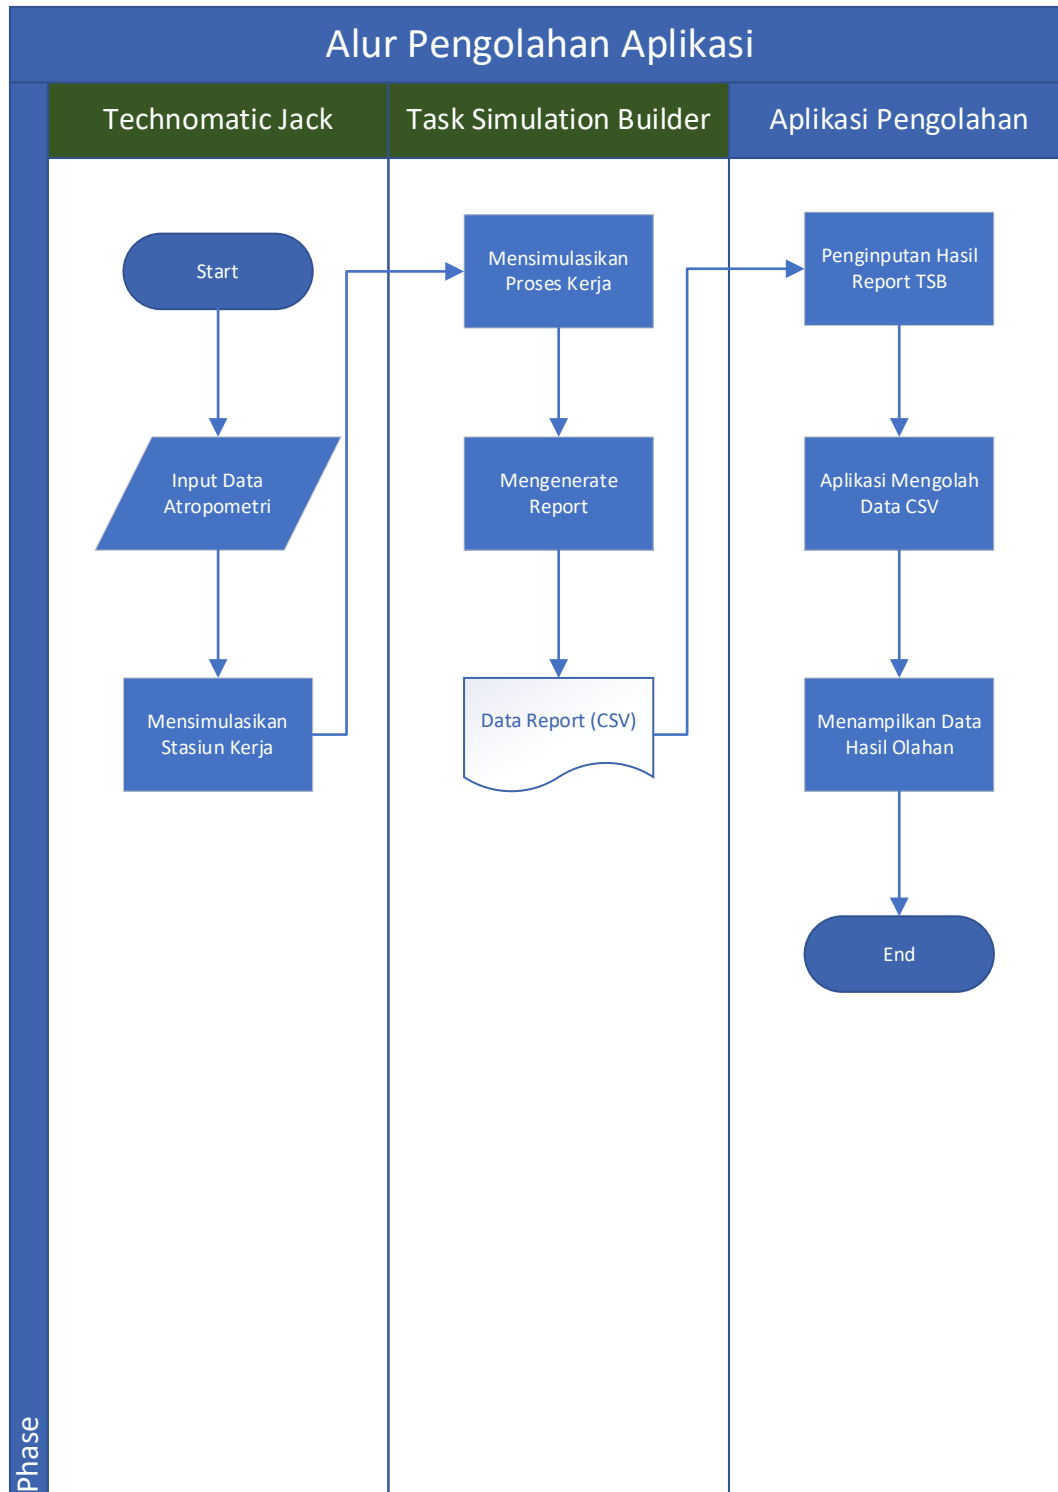 Alur Pengolahan Aplikasi
Technomatic Jack
Task Simulation Builder
Aplikasi Pengolahan
Start
Input Data
Atropometri
Mensimulasikan
Stasiun Kerja
Mensimulasikan
Proses Kerja
Mengenerate
Report
Data Report (CSV)
Penginputan Hasil
Report TSB
Aplikasi Mengolah
Data CSV
Menampilkan Data
Hasil Olahan
End
Phase